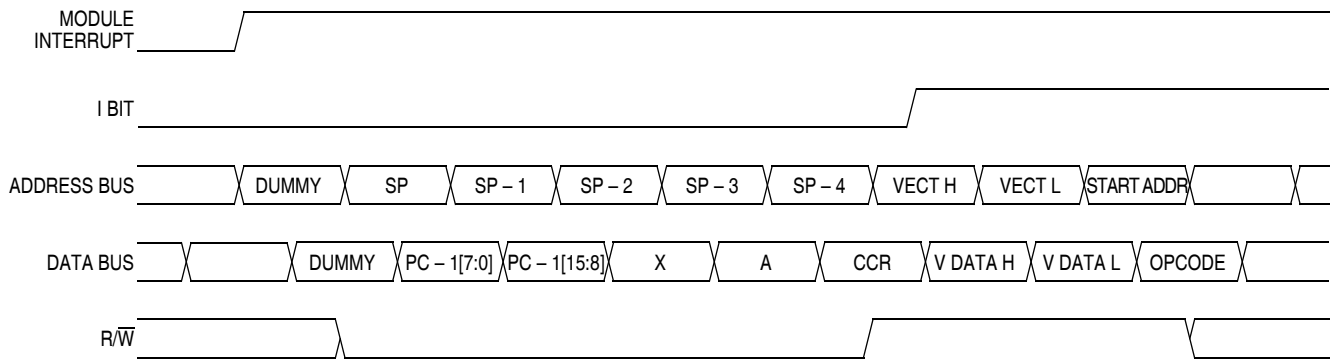 MODULE
INTERRUPT
I BIT
ADDRESS BUS DUMMY SP SP – 1 SP – 2 SP – 3 SP – 4 VECT H VECT L START ADDR
DATA BUS DUMMY PC – 1[7:0] PC – 1[15:8] X A CCR V DATA H V DATA L OPCODE
R/W̅